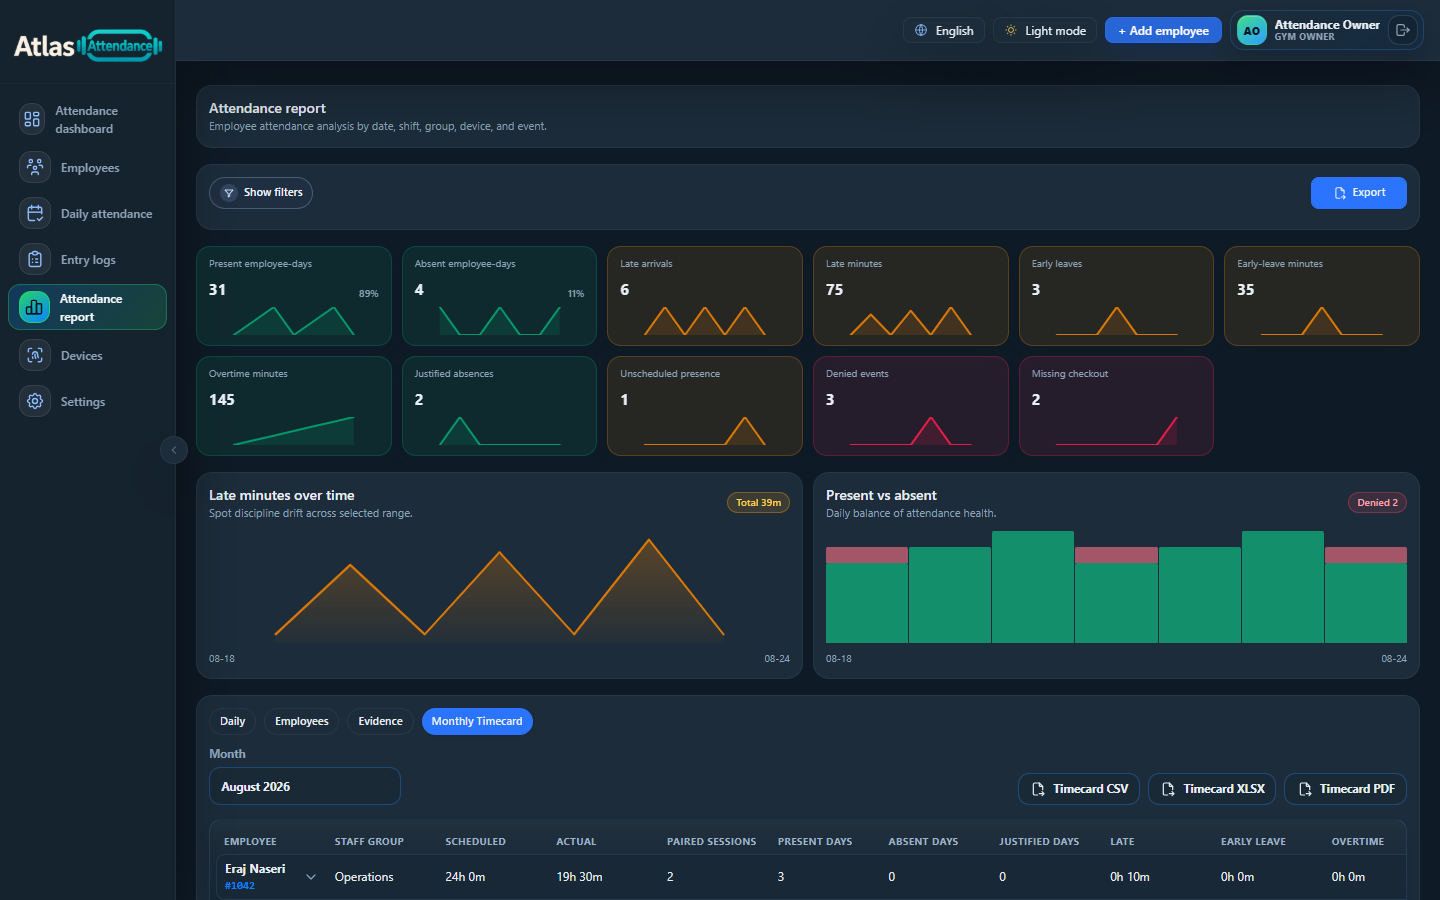 Atlas Attendance
English
Light mode
+ Add employee
AO
Attendance Owner
GYM OWNER
Attendance dashboard
Employees
Daily attendance
Entry logs
Attendance report
Devices
Settings
Attendance report
Employee attendance analysis by date, shift, group, device, and event.
Show filters
Export
Present employee-days
31
89%
Absent employee-days
4
11%
Late arrivals
6
Late minutes
75
Early leaves
3
Early-leave minutes
35
Overtime minutes
145
Justified absences
2
Unscheduled presence
1
Denied events
3
Missing checkout
2
Late minutes over time
Spot discipline drift across selected range.
Total 39m
08-18
08-24
Present vs absent
Daily balance of attendance health.
Denied 2
08-18
08-24
Daily
Employees
Evidence
Monthly Timecard
Month
August 2026
Timecard CSV
Timecard XLSX
Timecard PDF
EMPLOYEE STAFF GROUP SCHEDULED ACTUAL PAIRED SESSIONS PRESENT DAYS ABSENT DAYS JUSTIFIED DAYS LATE EARLY LEAVE OVERTIME
Eraj Naseri
#1042
Operations 24h 0m 19h 30m 2 3 0 0 0h 10m 0h 0m 0h 0m